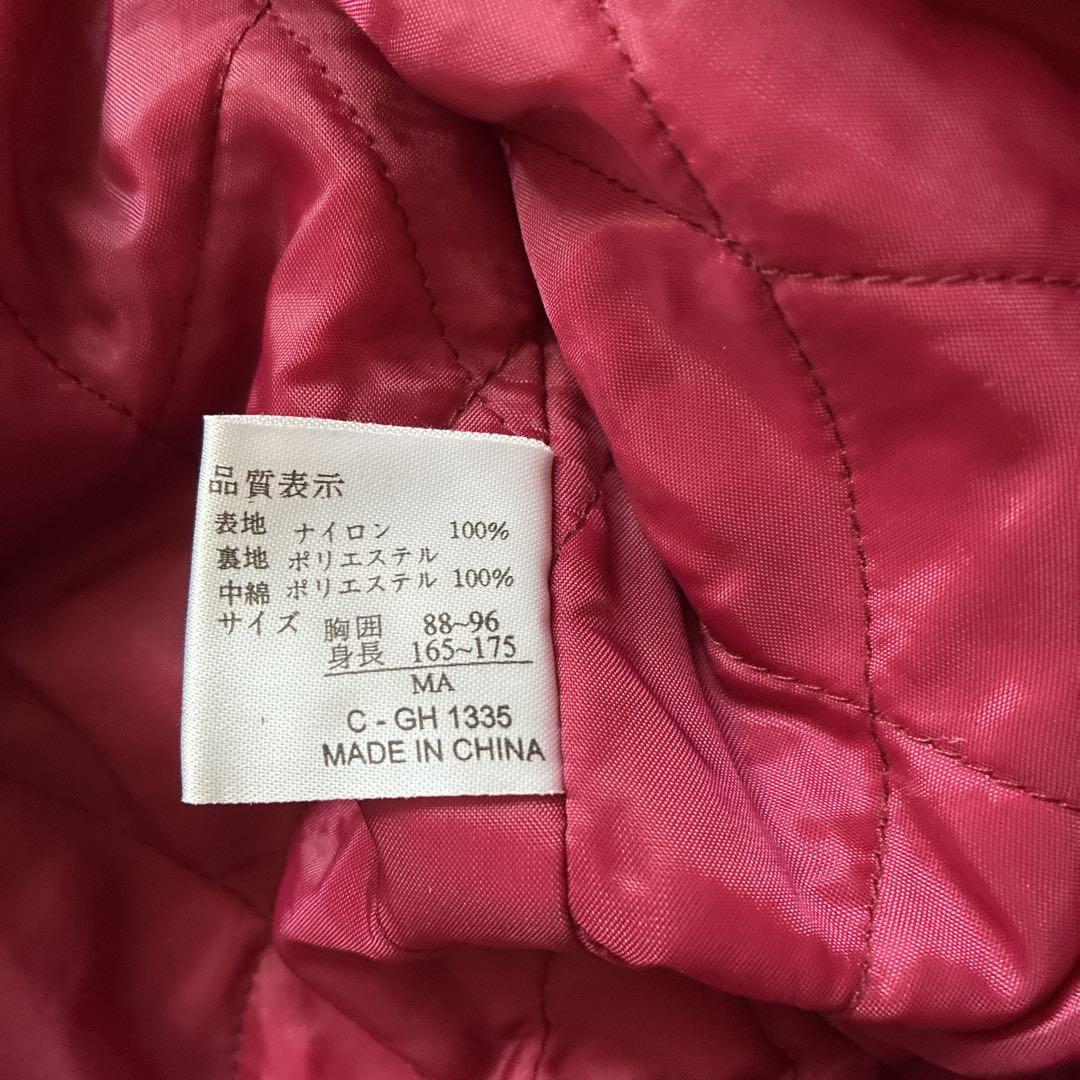 品質表示
表地 ナイロン 100%
裏地 ポリエステル
中綿 ポリエステル 100%
サイズ 胸囲 88~96
身長 165~175
MA
C - GH 1335
MADE IN CHINA